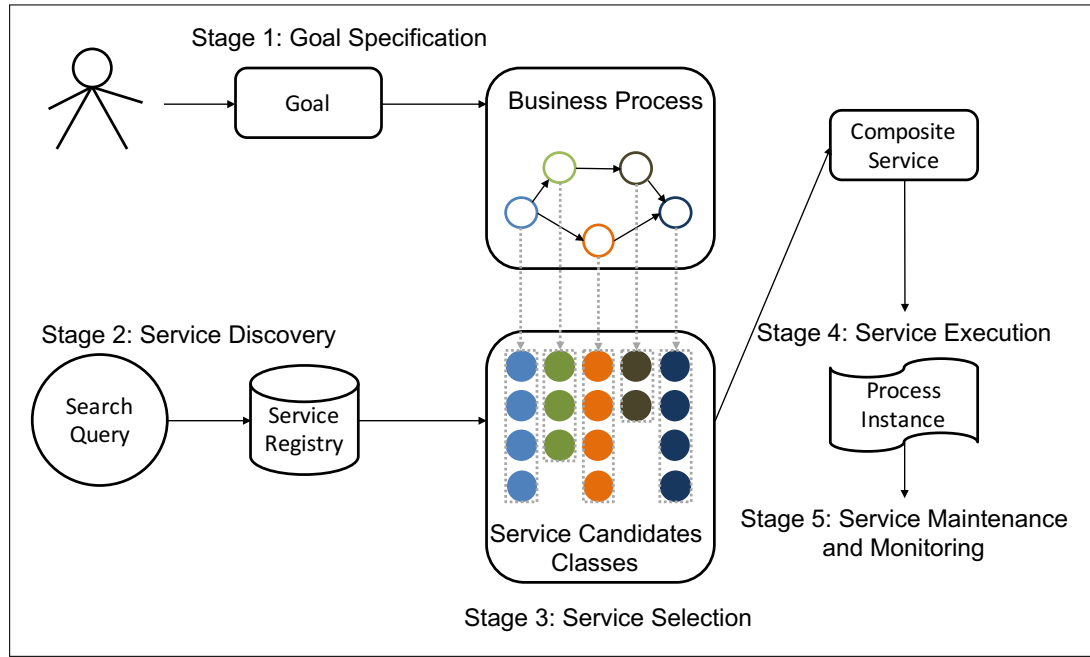 Stage 1: Goal Specification
Goal
Business Process
Composite
Service
Stage 2: Service Discovery
Search
Query
Service
Registry
Service Candidates
Classes
Stage 3: Service Selection
Stage 4: Service Execution
Process
Instance
Stage 5: Service Maintenance
and Monitoring